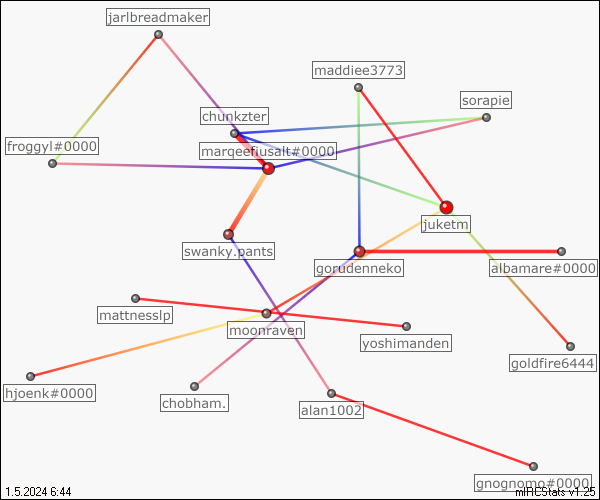 jarlbreadmaker
maddiee3773
sorapie
chunkzter
froggyl#0000
marqeefiusalt#0000
juketm
swanky.pants
gorudenneko
albamare#0000
mattnesslp
moonraven
yoshimanden
goldfire6444
hjoenk#0000
chobham.
alan1002
gnognomo#0000
1.5.2024 6:44
mIRCStats v1.25